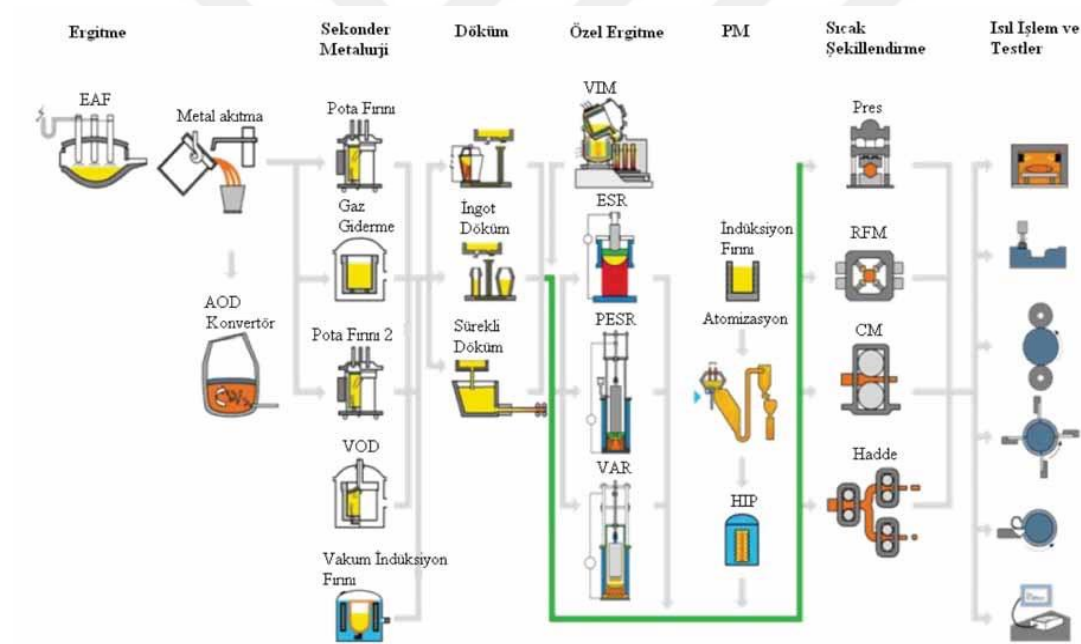 Ergitme
Sekonder
Metalurji
Döküm
Özel Ergitme
PM
Sıcak
Şekillendirme
Isıl İşlem ve
Testler
EAF
Metal akıtma
AOD
Konvertör
Pota Fırını
Gaz
Giderme
Pota Fırını 2
VOD
Vakum İndüksiyon
Fırını
İngot
Döküm
Sürekli
Döküm
VIM
ESR
PESR
VAR
İndüksiyon
Fırını
Atomizasyon
HIP
Pres
RFM
CM
Hadde